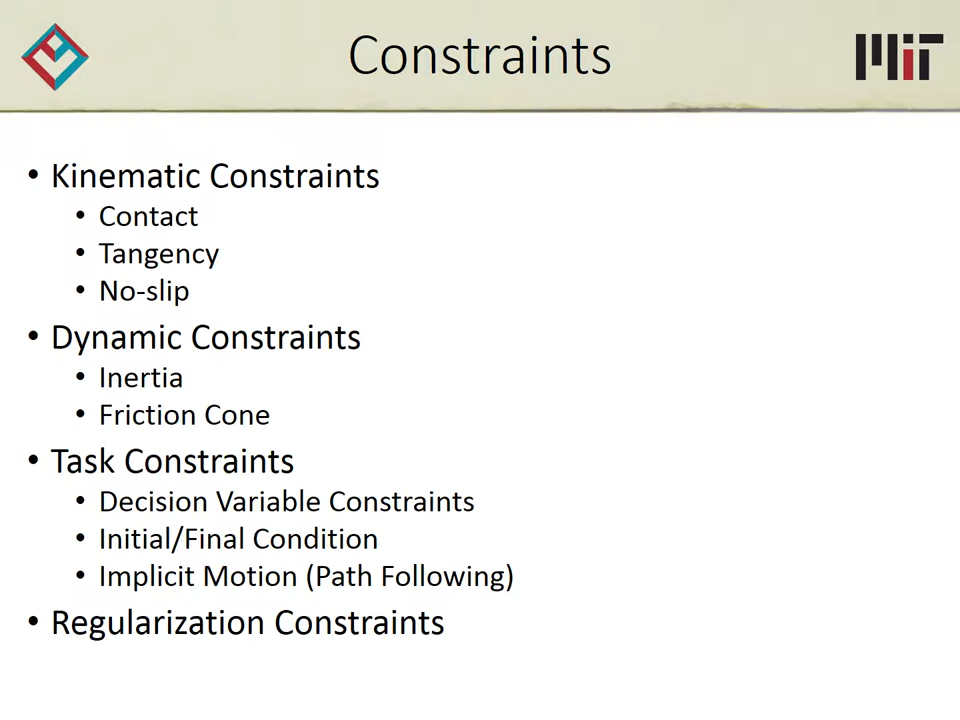 Constraints
MIT
• Kinematic Constraints
• Contact
• Tangency
• No-slip
• Dynamic Constraints
• Inertia
• Friction Cone
• Task Constraints
• Decision Variable Constraints
• Initial/Final Condition
• Implicit Motion (Path Following)
• Regularization Constraints